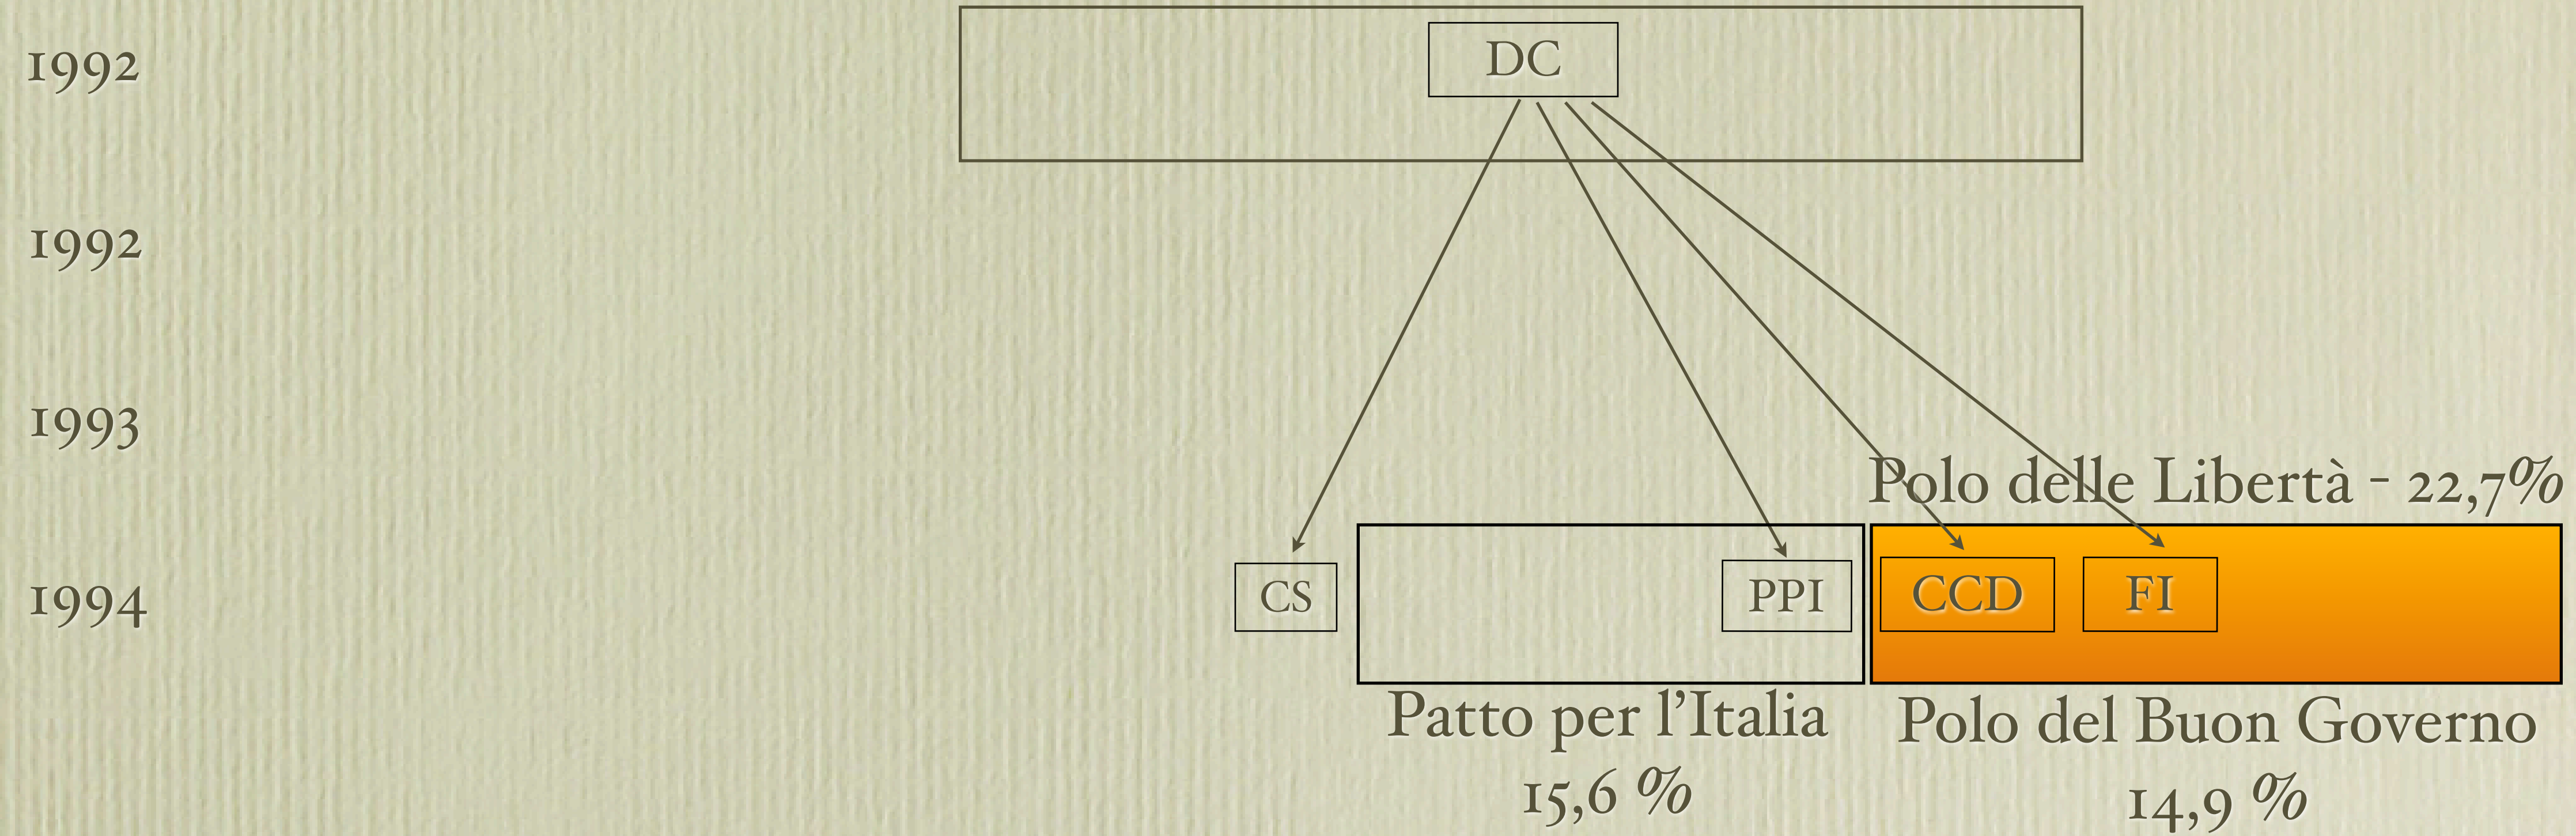 1992
DC
1992
1993
Polo delle Libertà - 22,7%
1994
CS
PPI
CCD
FI
Patto per l’Italia
15,6 %
Polo del Buon Governo
14,9 %